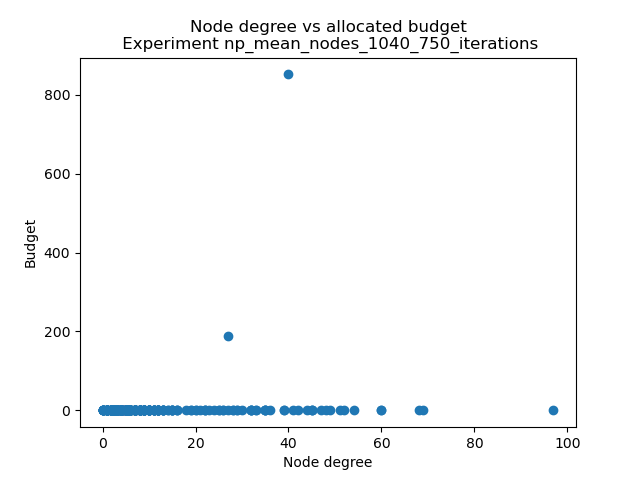 Node degree vs allocated budget
Experiment np_mean_nodes_1040_750_iterations
800
600
400
200
0
Budget
0 20 40 60 80 100
Node degree